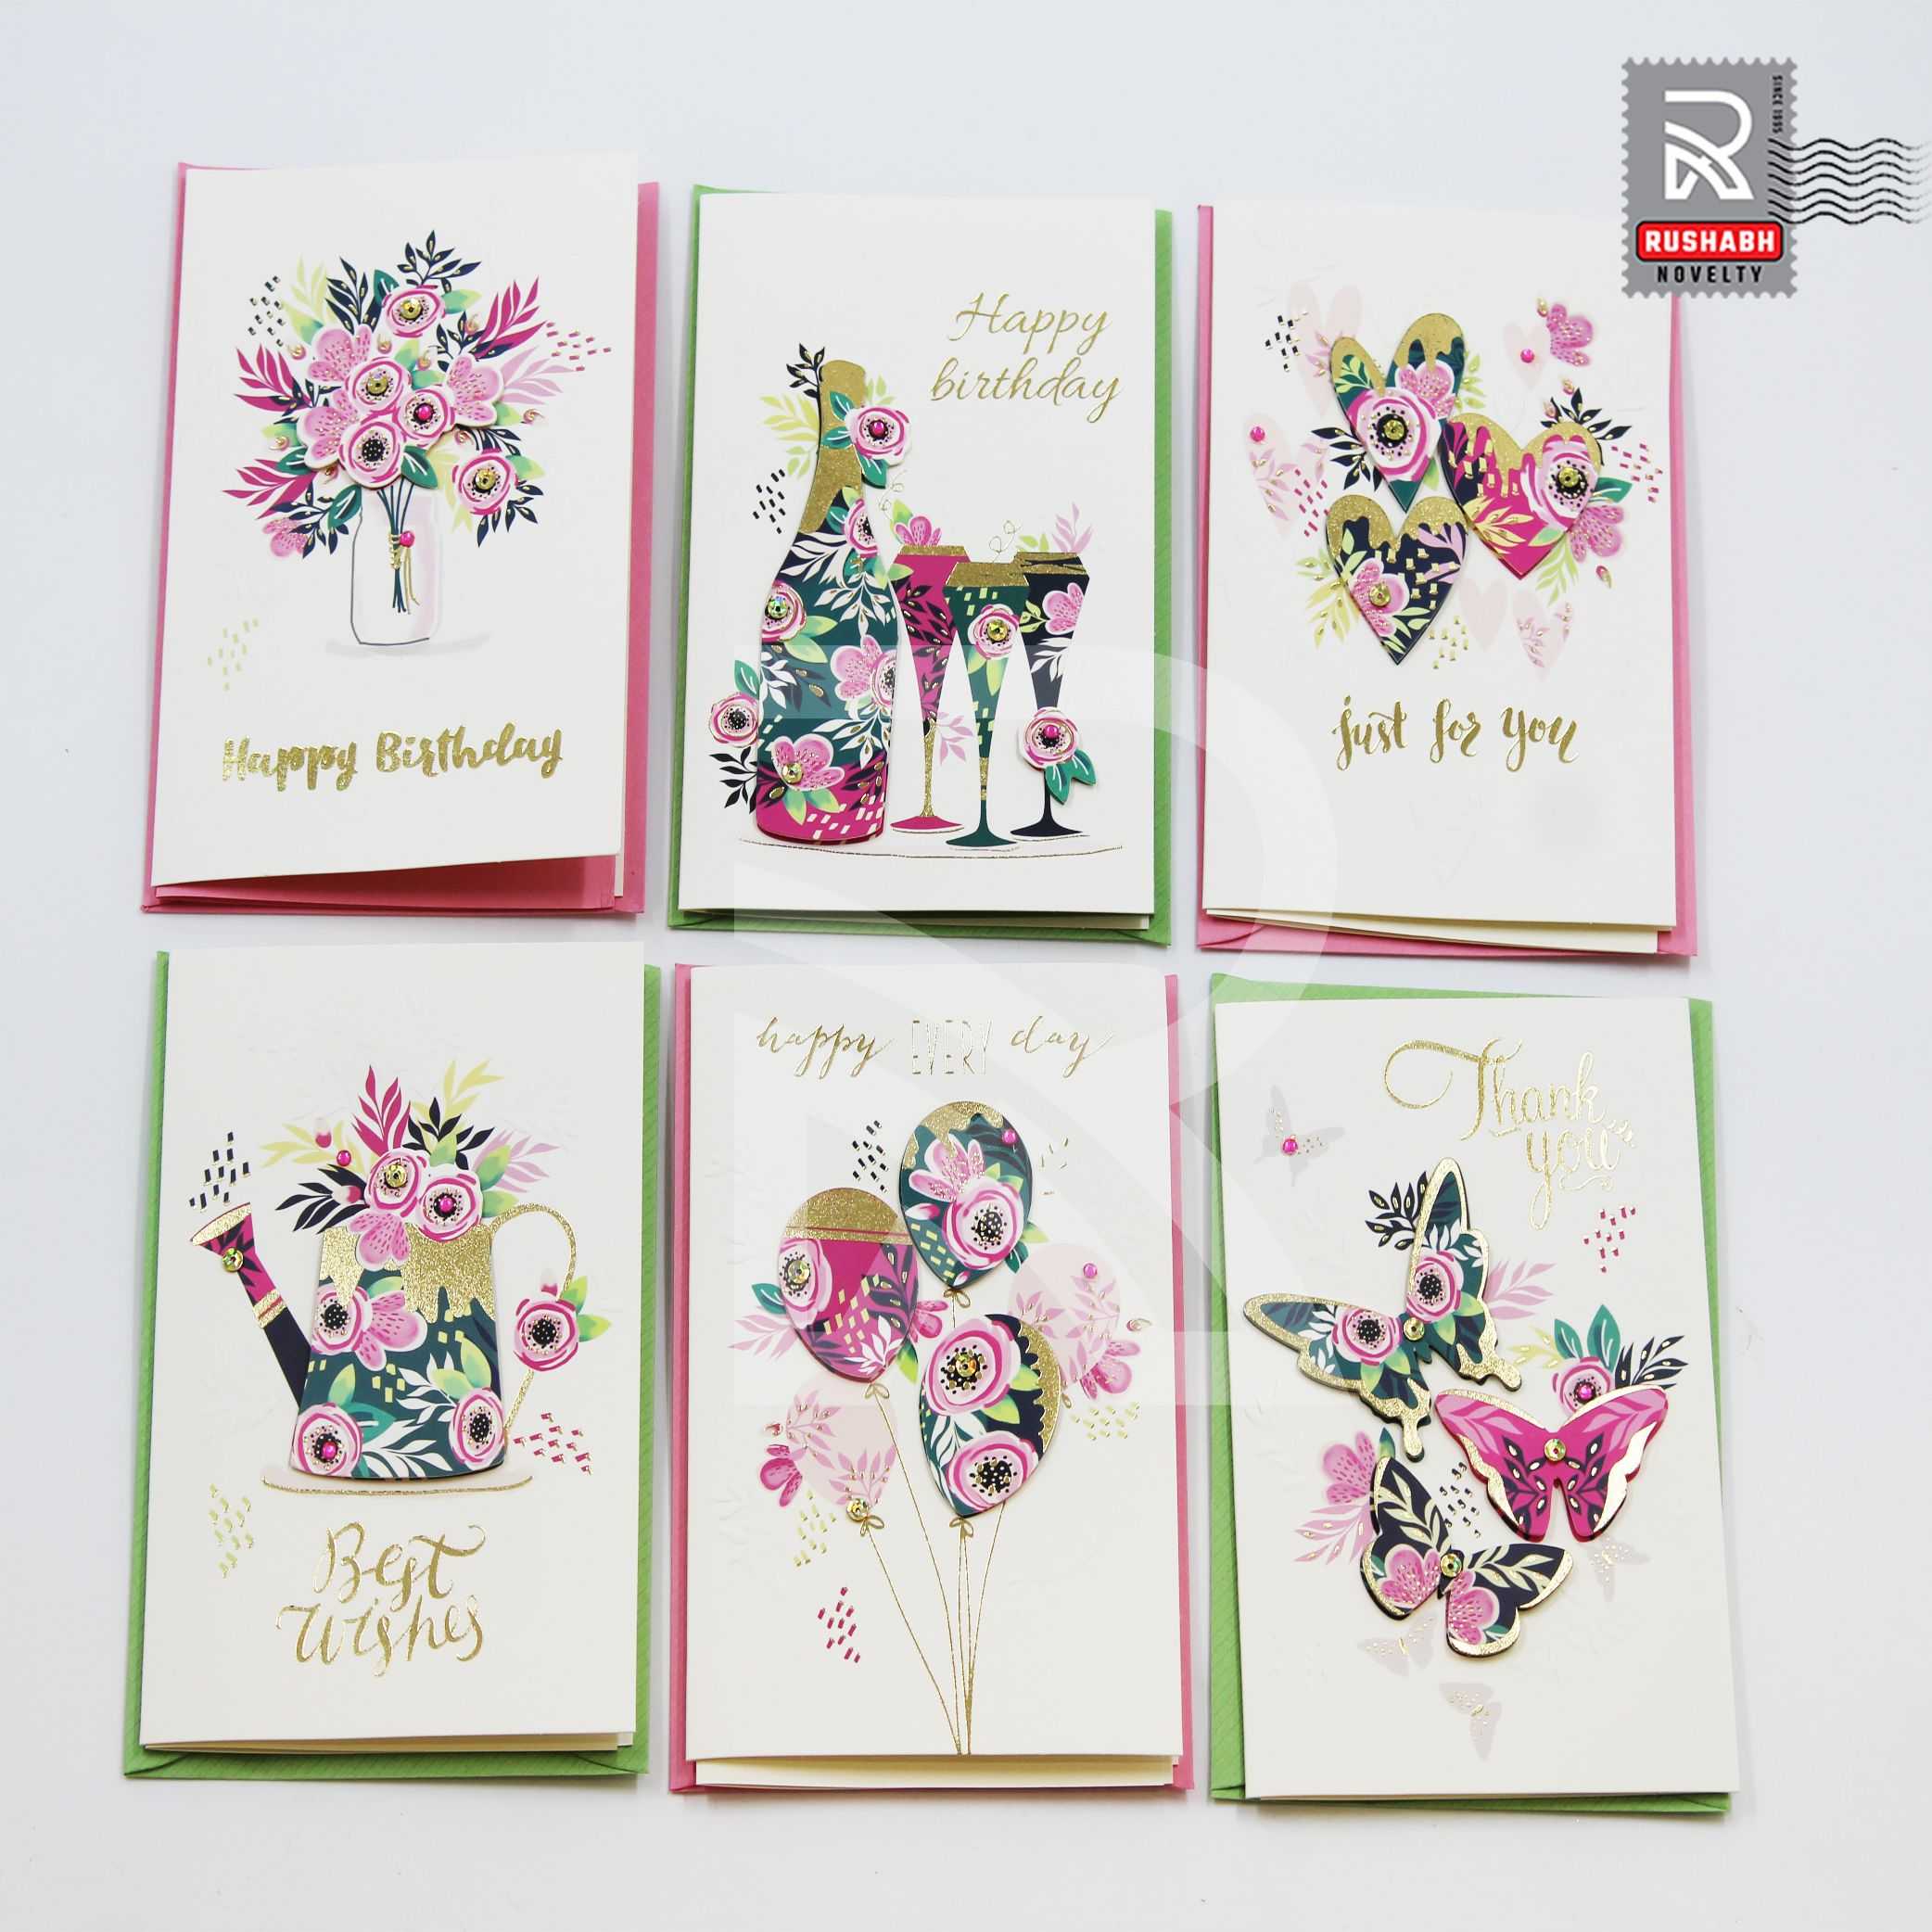 SINCE 1995
R
RUSHABH
NOVELTY
Happy Birthday
Happy
birthday
just for you
Best
Wishes
happy EVERY day
Thank
you